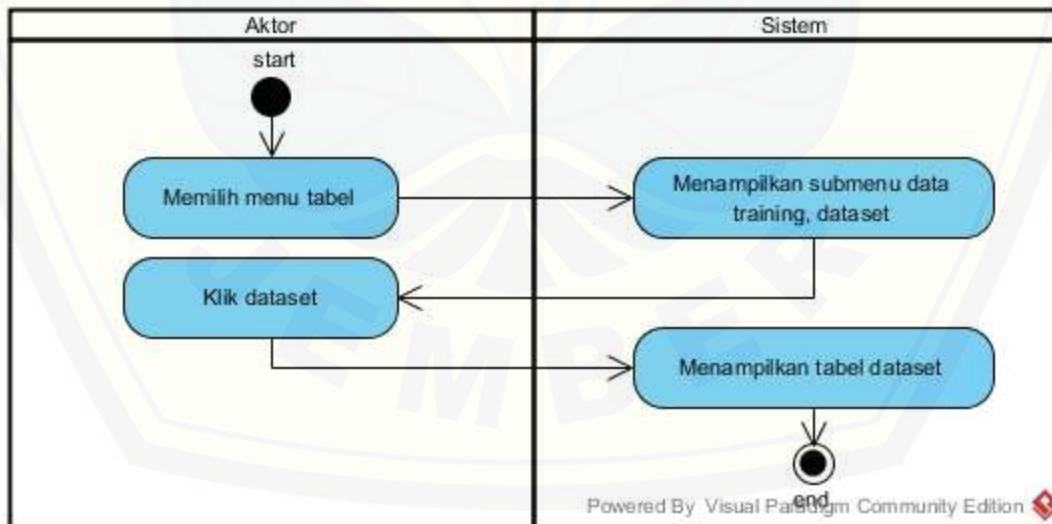 Aktor
Sistem
start
Memilih menu tabel
Menampilkan submenu data
training, dataset
Klik dataset
Menampilkan tabel dataset
end
Powered By Visual Paradigm Community Edition
JEMBER